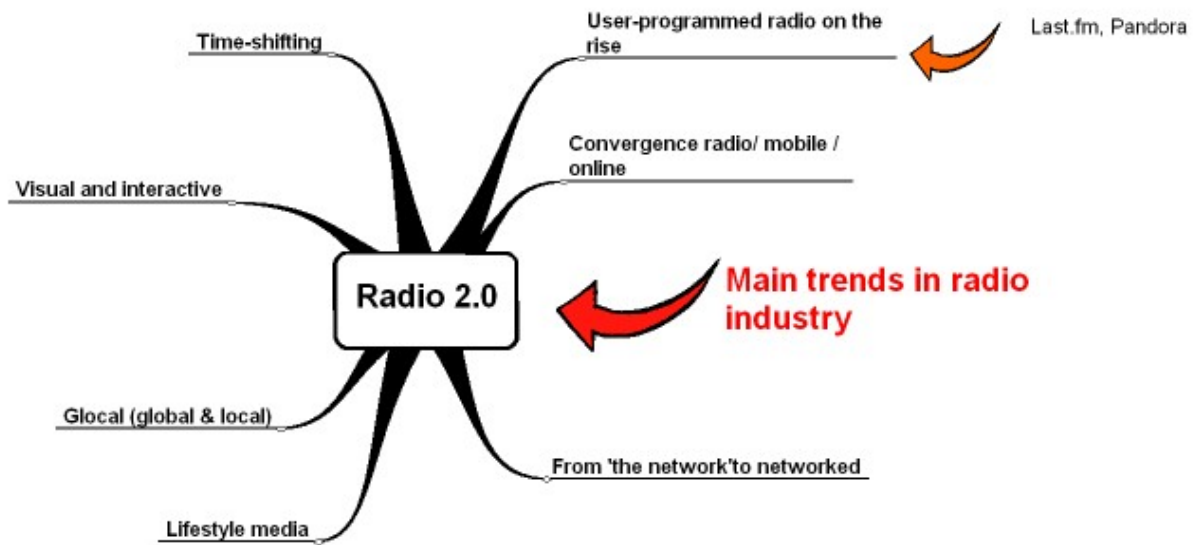 Time-shifting
User-programmed radio on the
rise
Last.fm, Pandora
Convergence radio/ mobile /
online
Visual and interactive
Radio 2.0
Main trends in radio
industry
Glocal (global & local)
From 'the network'to networked
Lifestyle media